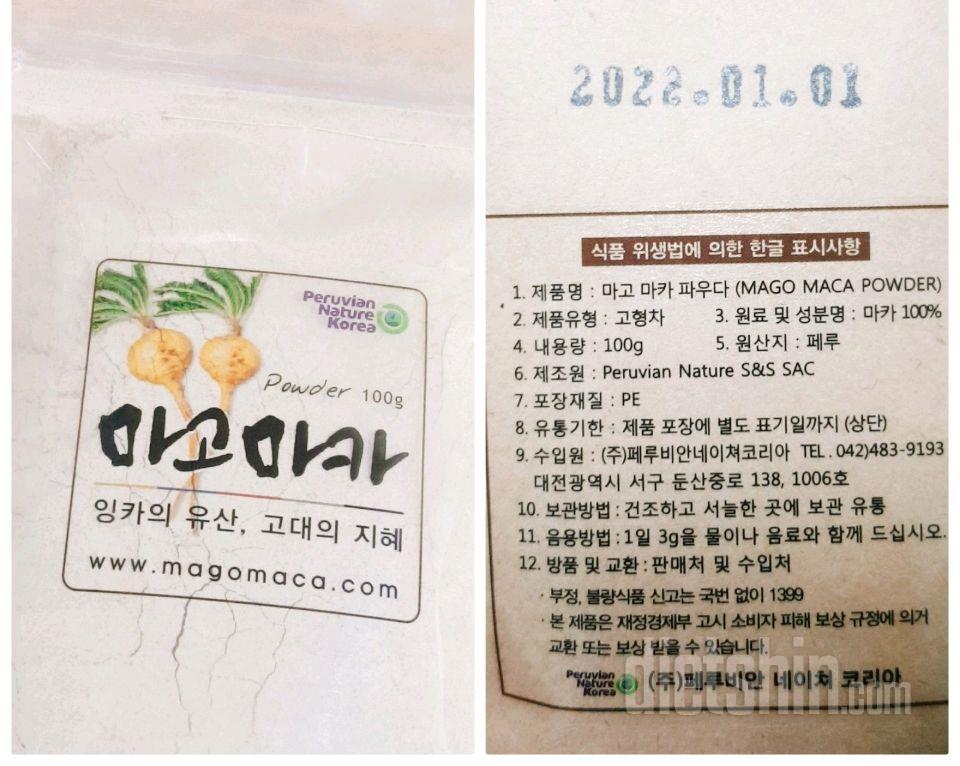 Peruvian
Nature
Korea
Powder 100g
마고마카
잉카의 유산, 고대의 지혜
www.magomaca.com
2022.01.01
식품 위생법에 의한 한글 표시사항
1. 제품명 : 마고 마카 파우다 (MAGO MACA POWDER)
2. 제품유형 : 고형차 3. 원료 및 성분명 : 마카 100%
4. 내용량 : 100g 5. 원산지 : 페루
6. 제조원 : Peruvian Nature S&S SAC
7. 포장재질 : PE
8. 유통기한 : 제품 포장에 별도 표기일까지 (상단)
9. 수입원 : (주)페루비안네이쳐코리아 TEL. 042)483-9193
대전광역시 서구 둔산중로 138, 1006호
10. 보관방법 : 건조하고 서늘한 곳에 보관 유통
11. 음용방법 : 1일 3g을 물이나 음료와 함께 드십시오.
12. 방품 및 교환 : 판매처 및 수입처
· 부정, 불량식품 신고는 국번 없이 1399
· 본 제품은 재정경제부 고시 소비자 피해 보상 규정에 의거
교환 또는 보상 받을 수 있습니다.
Peruvian
Nature
Korea
(주)페루비안 네이쳐 코리아
dietshin.com